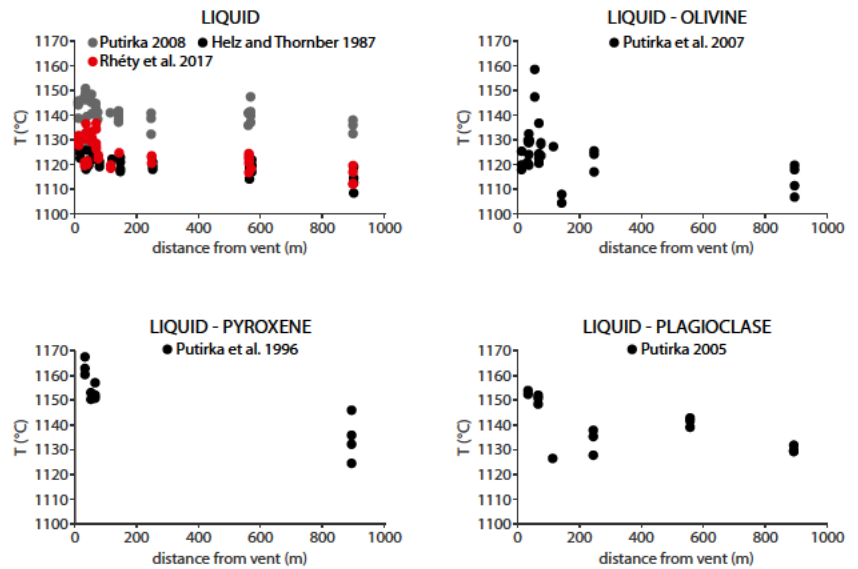 LIQUID
Putirka 2008 Helz and Thornber 1987
Rhéty et al. 2017
T (°C)
1170
1160
1150
1140
1130
1120
1110
1100
0 200 400 600 800 1000
distance from vent (m)
LIQUID - OLIVINE
Putirka et al. 2007
T (°C)
1170
1160
1150
1140
1130
1120
1110
1100
0 200 400 600 800 1000
distance from vent (m)
LIQUID - PYROXENE
Putirka et al. 1996
T (°C)
1170
1160
1150
1140
1130
1120
1110
1100
0 200 400 600 800 1000
distance from vent (m)
LIQUID - PLAGIOCLASE
Putirka 2005
T (°C)
1170
1160
1150
1140
1130
1120
1110
1100
0 200 400 600 800 1000
distance from vent (m)